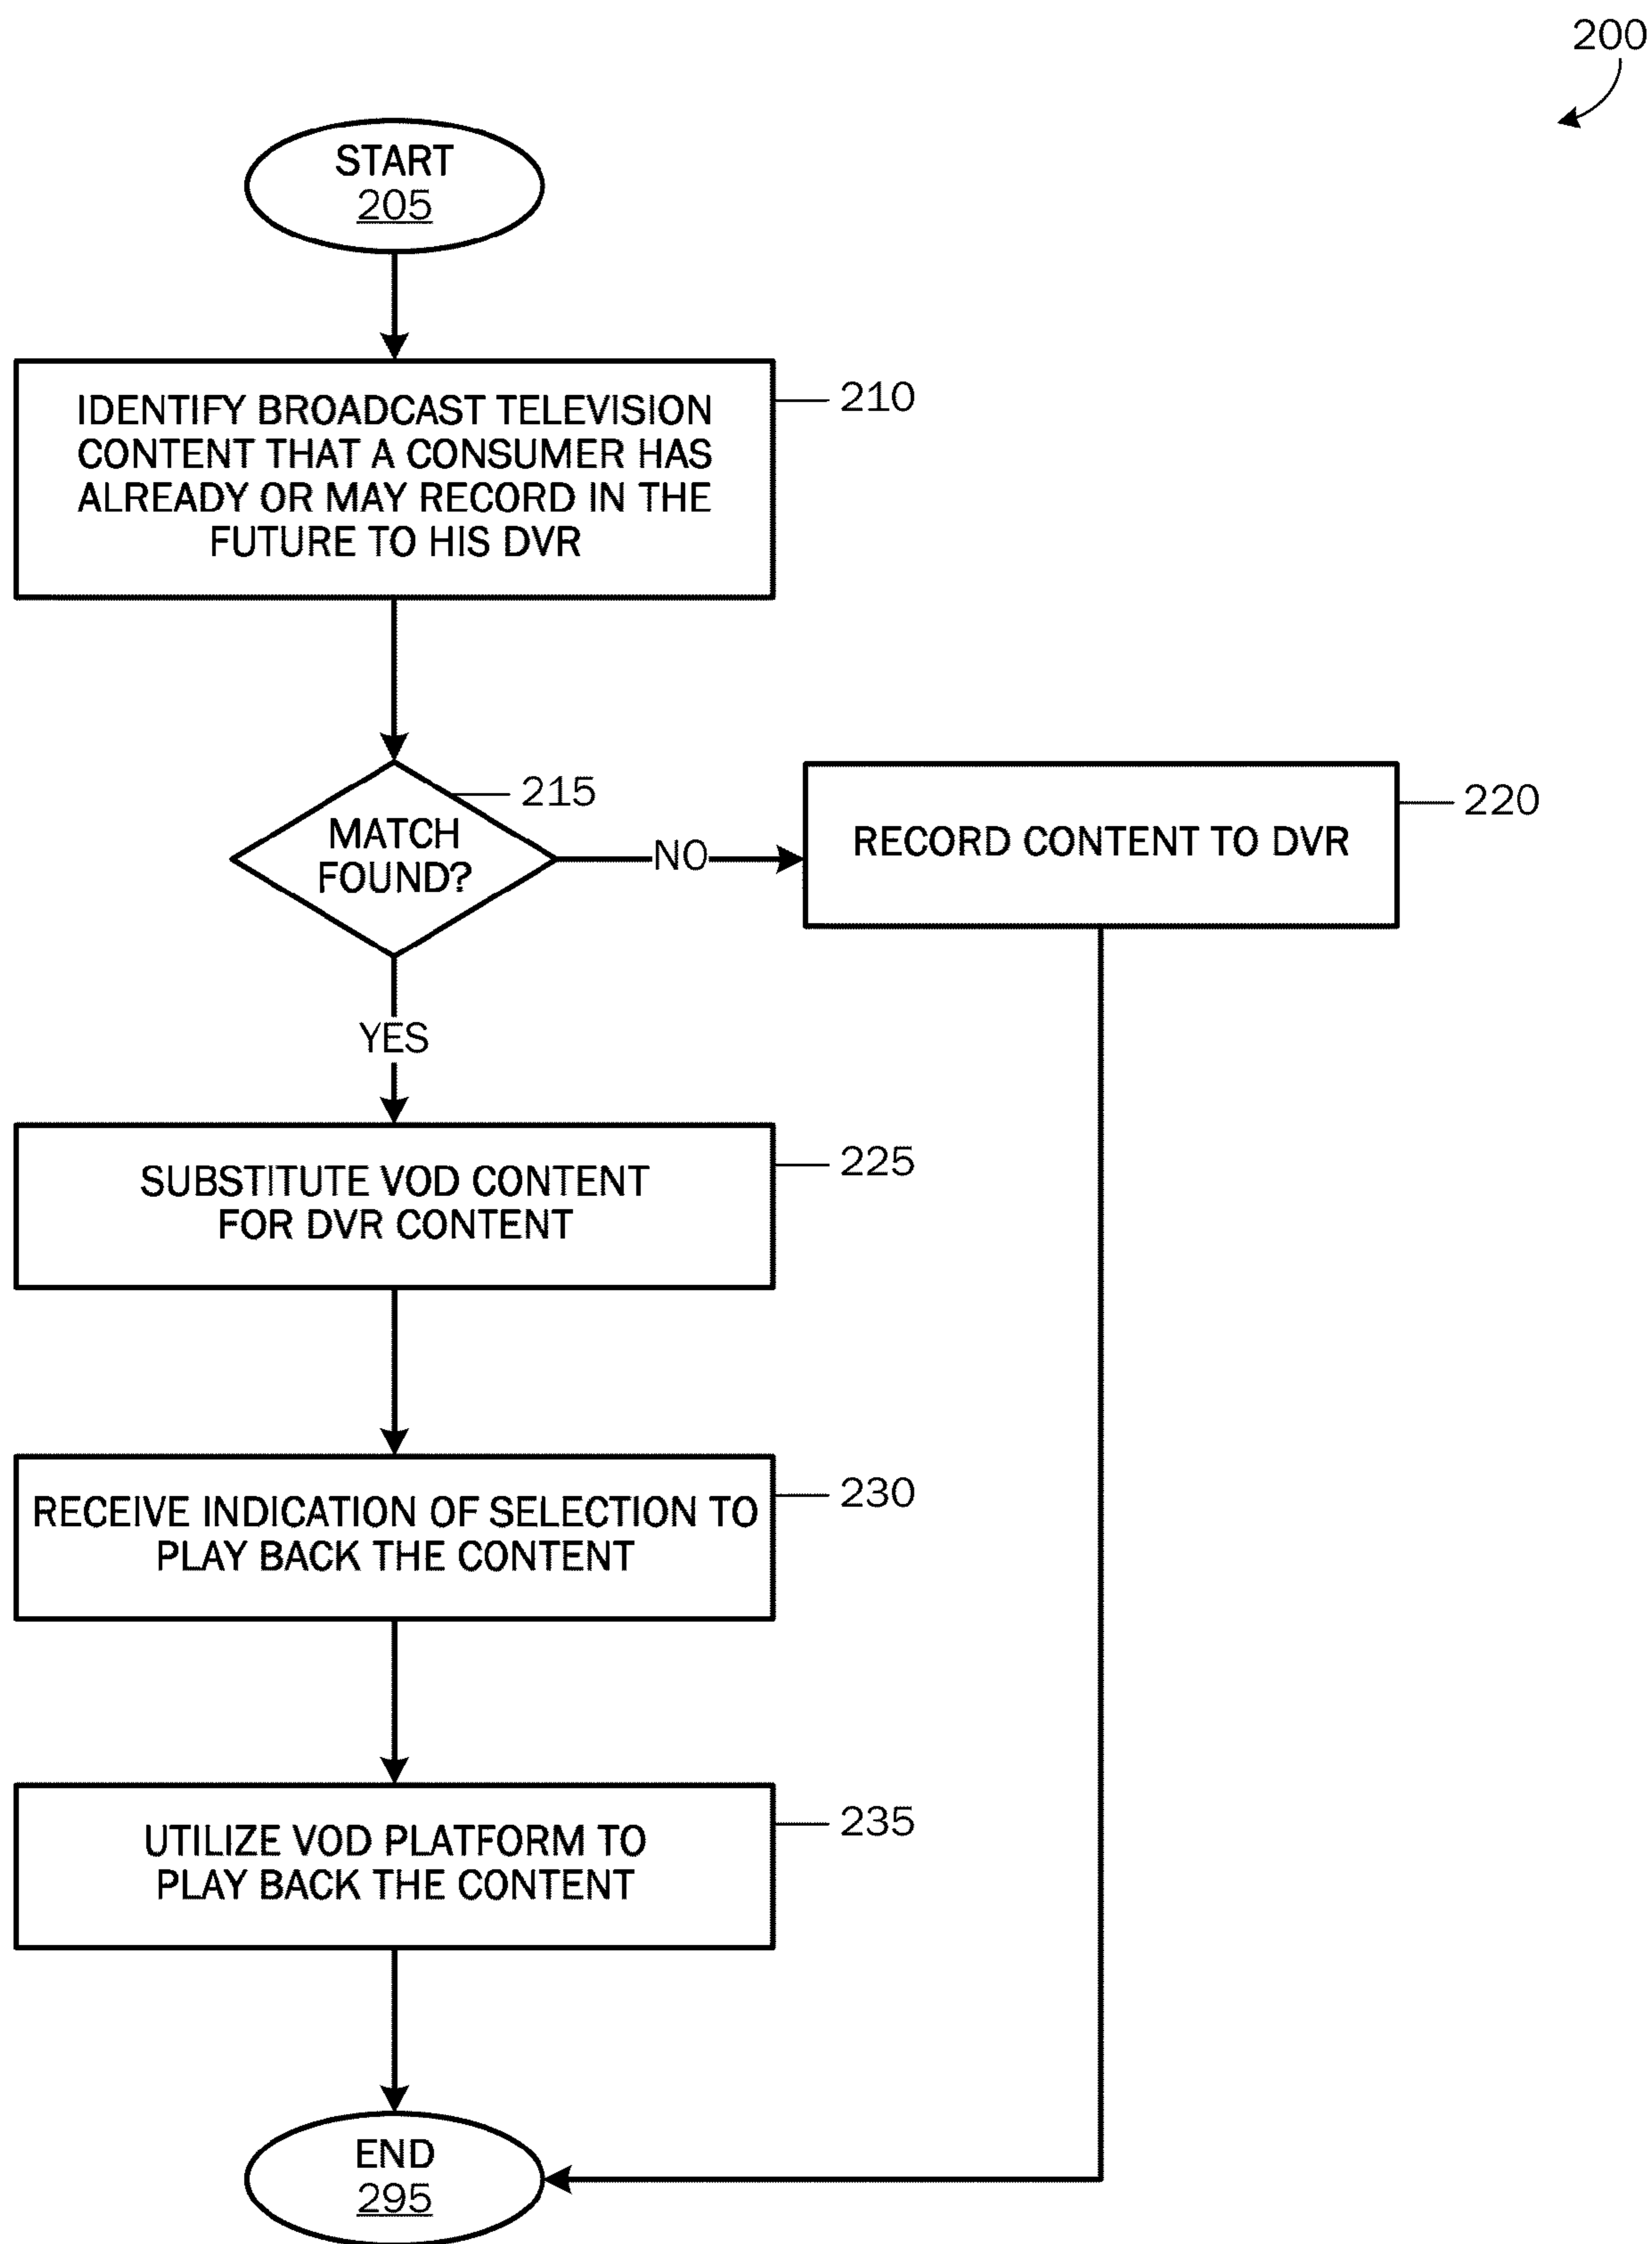 200
START
205
IDENTIFY BROADCAST TELEVISION
CONTENT THAT A CONSUMER HAS
ALREADY OR MAY RECORD IN THE
FUTURE TO HIS DVR
210
215
MATCH
FOUND?
NO
RECORD CONTENT TO DVR
220
YES
SUBSTITUTE VOD CONTENT
FOR DVR CONTENT
225
RECEIVE INDICATION OF SELECTION TO
PLAY BACK THE CONTENT
230
UTILIZE VOD PLATFORM TO
PLAY BACK THE CONTENT
235
END
295